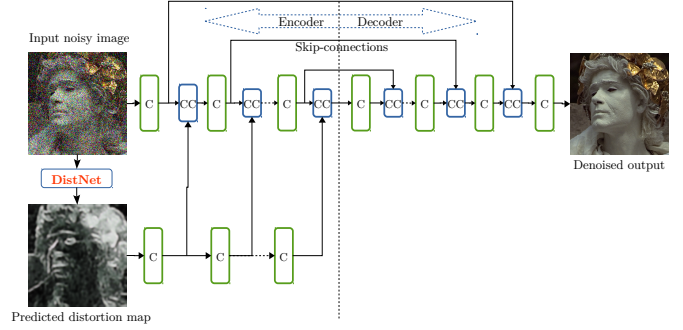 Encoder
Decoder
Input noisy image
Skip-connections
C
CC
C
CC
C
CC
C
CC
C
CC
C
CC
C
Denoised output
DistNet
C
C
C
Predicted distortion map